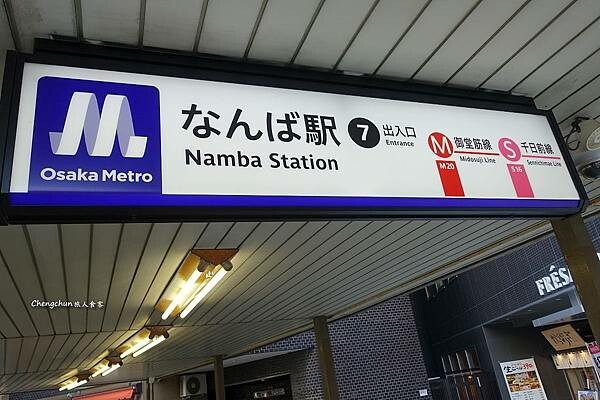 なんば駅
Namba Station
7
出入口
Entrance
M
御堂筋線
Midosuji Line
M20
S
千日前線
Sennichimae Line
S16
Osaka Metro
Chengchun 旅人食客
FRÉS